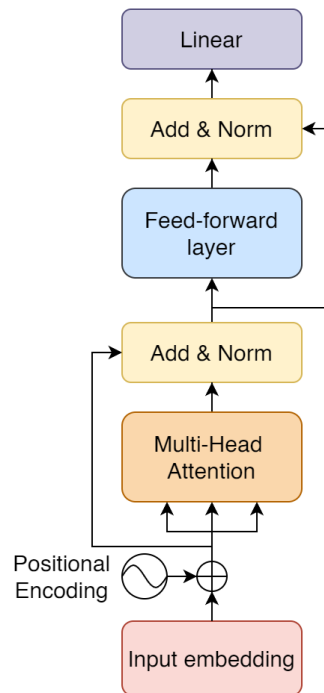 Linear
Add & Norm
Feed-forward
layer
Add & Norm
Multi-Head
Attention
Positional
Encoding
Input embedding